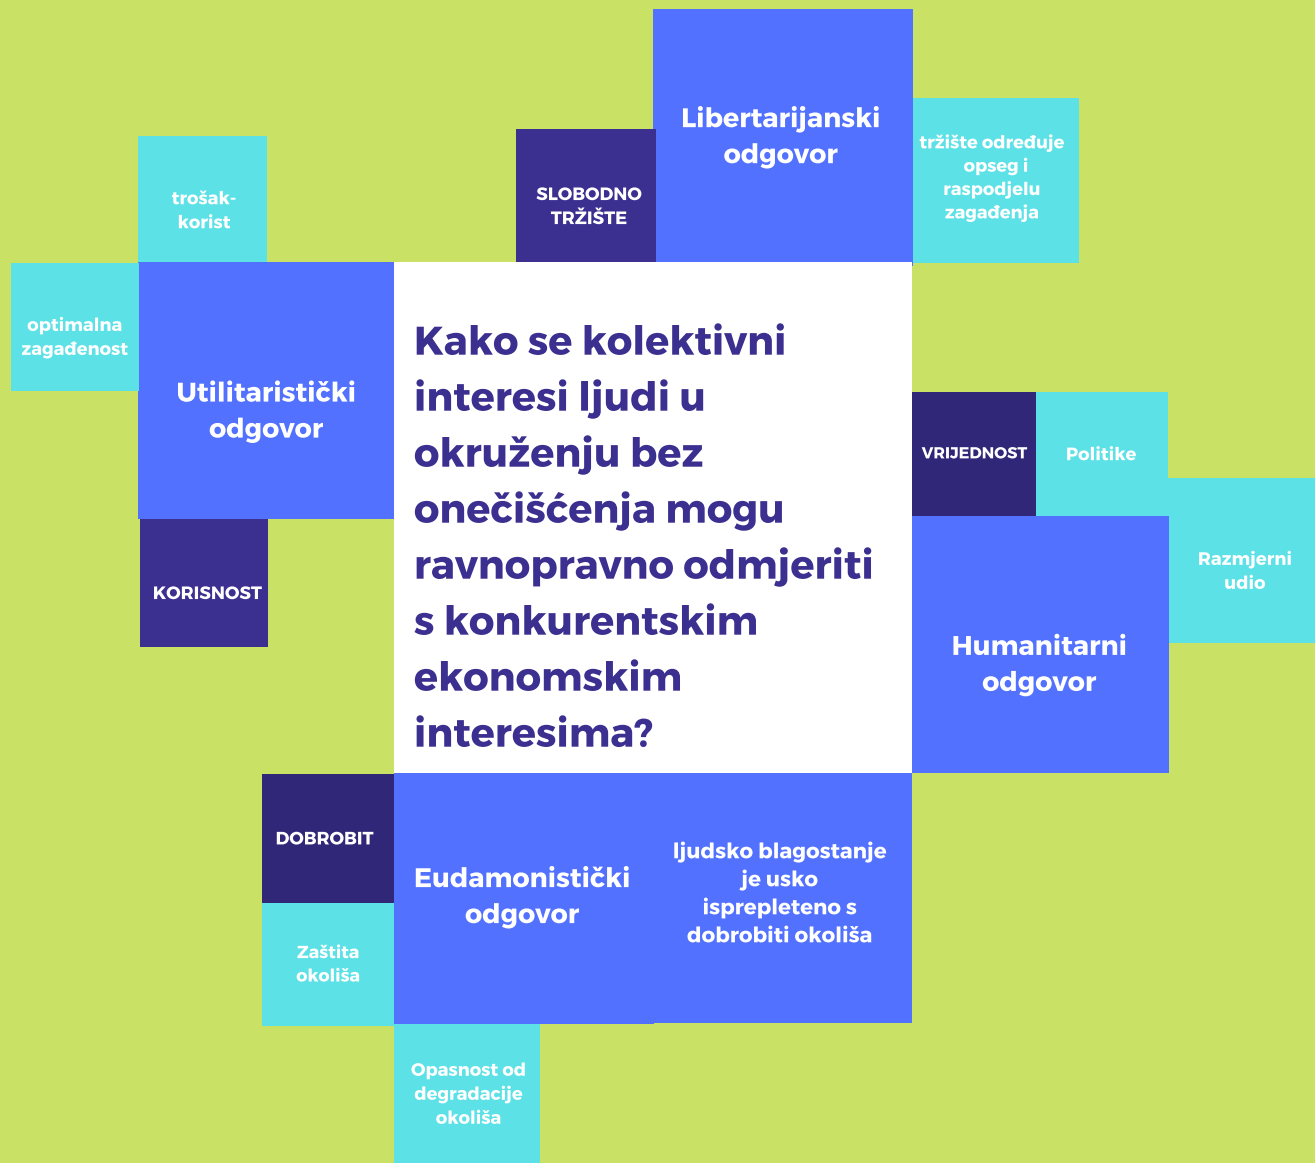 Libertarijanski
odgovor
tržište određuje
opseg i
raspodjelu
zagađenja
SLOBODNO
TRŽIŠTE
trošak-
korist
optimalna
zagađenost
Utilitaristički
odgovor
KORISNOST
Kako se kolektivni
interesi ljudi u
okruženju bez
onečišćenja mogu
ravnopravno odmjeriti
s konkurentskim
ekonomskim
interesima?
VRIJEDNOST
Politike
Razmjerni
udio
Humanitarni
odgovor
DOBROBIT
Zaštita
okoliša
Eudamonistički
odgovor
ljudsko blagostanje
je usko
isprepleteno s
dobrobiti okoliša
Opasnost od
degradacije
okoliša